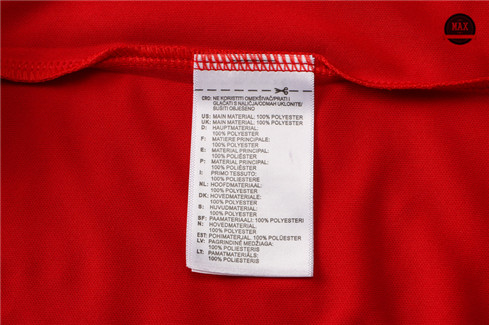 MAX
CRO: NE KORISTITI OMEKŠIVAČ/PRATI I
GLAČATI S NALIČJA/ODMAH UKLONITE/
SUŠITI OBJEŠENO
US: MAIN MATERIAL: 100% POLYESTER
UK: MAIN MATERIAL: 100% POLYESTER
D: HAUPTMATERIAL:
100% POLYESTER
F: MATIERE PRINCIPALE:
100% POLYESTER
E: MATERIAL PRINCIPAL:
100% POLIÉSTER
P: MATERIAL PRINCIPAL:
100% POLIÉSTER
I: PRIMO TESSUTO:
100% POLIESTERE
NL: HOOFDMATERIAAL:
100% POLYESTER
DK: HOVEDMATERIALE:
100% POLYESTER
S: HUVUDMATERIAL:
100% POLYESTER
SF: PAAMATERIAALI: 100% POLYESTERI
N: HOVEDMATERIALE:
100% POLYESTER
EST: PÕHIMATERJAL: 100% POLÜESTER
LV: PAGRINDINĖ MEDŽIAGA:
100% POLIESTERIS
LT: PAMATMATERIĀLS:
100% POLIESTERIS